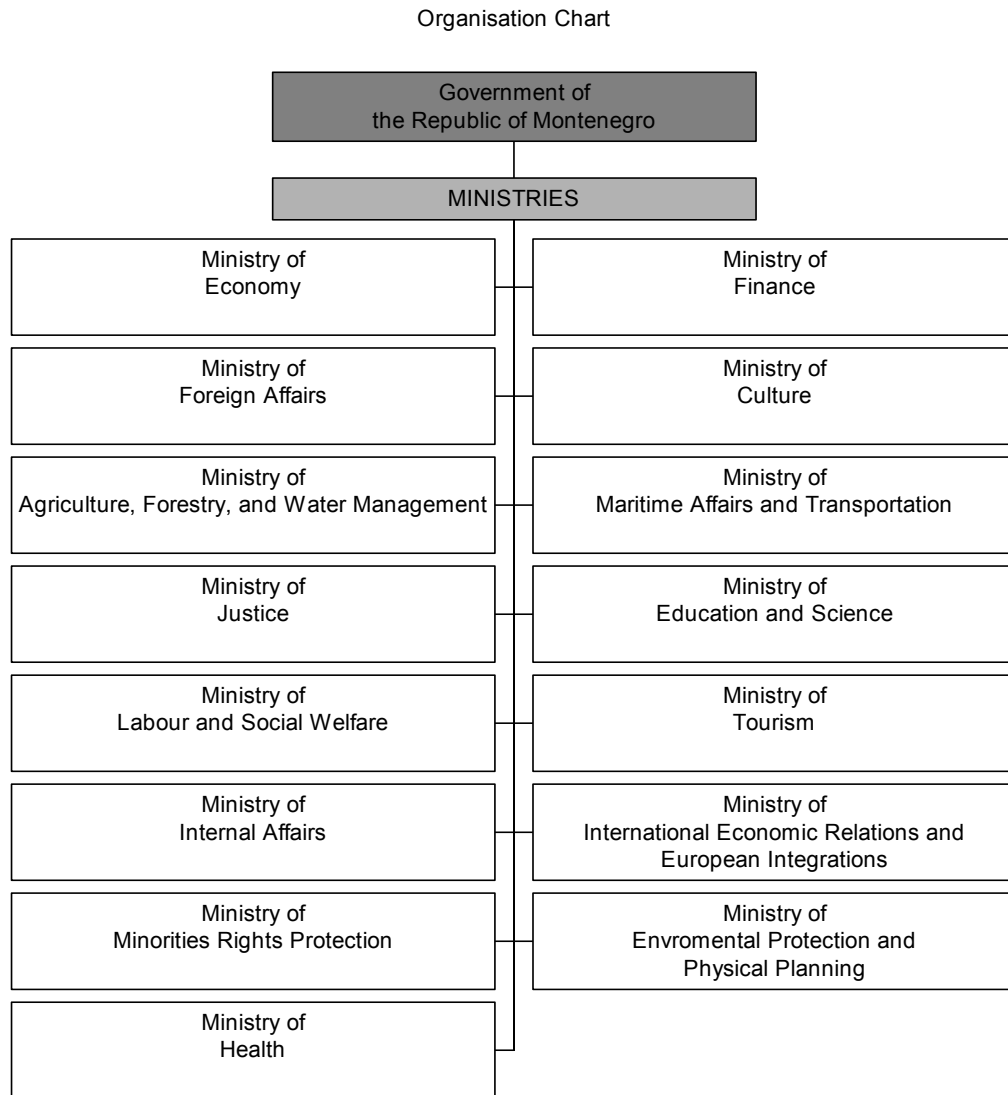 Organisation Chart
Government of
the Republic of Montenegro
MINISTRIES
Ministry of
Economy
Ministry of
Finance
Ministry of
Foreign Affairs
Ministry of
Culture
Ministry of
Agriculture, Forestry, and Water Management
Ministry of
Maritime Affairs and Transportation
Ministry of
Justice
Ministry of
Education and Science
Ministry of
Labour and Social Welfare
Ministry of
Tourism
Ministry of
Internal Affairs
Ministry of
International Economic Relations and
European Integrations
Ministry of
Minorities Rights Protection
Ministry of
Enviromental Protection and
Physical Planning
Ministry of
Health